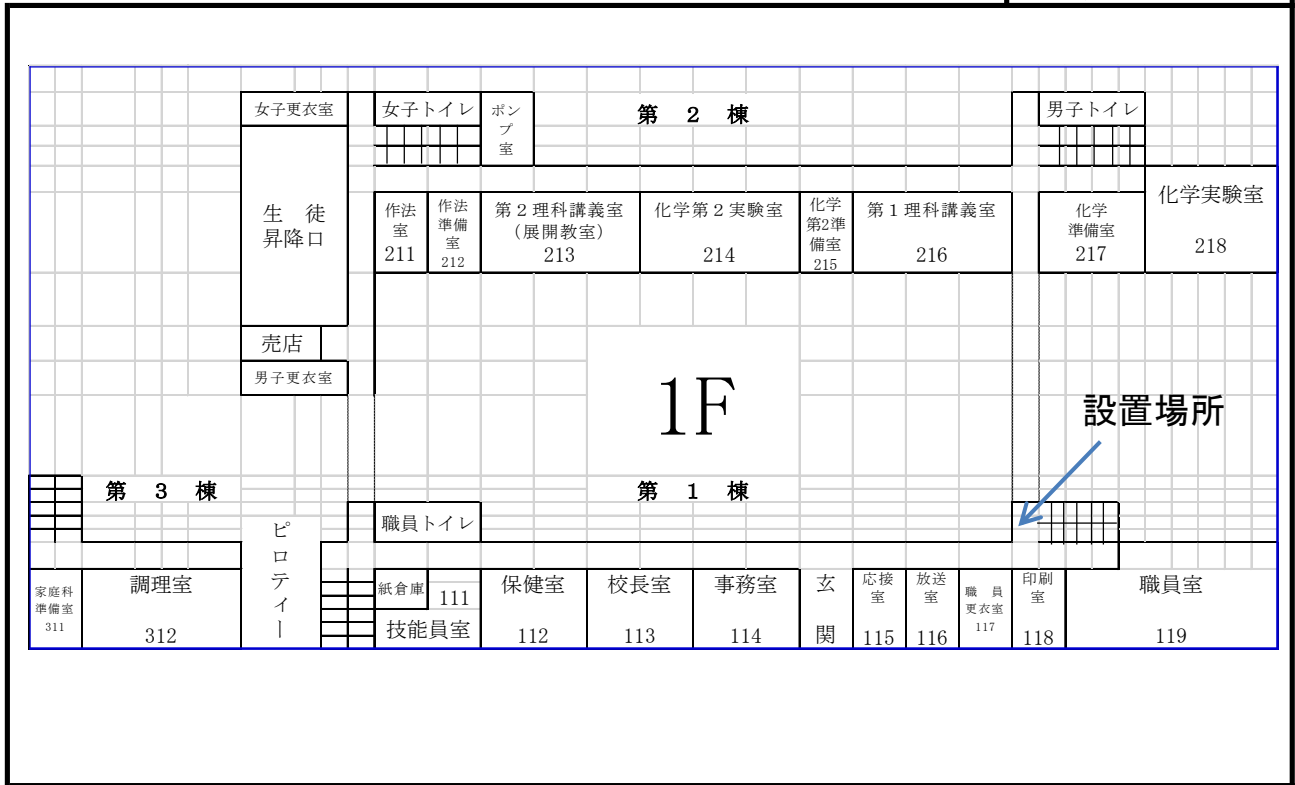 女子更衣室
女子トイレ
ポン
プ
室
第 2 棟
男子トイレ
生 徒
昇降口
作法
室
211
作法
準備
室
212
第2理科講義室
(展開教室)
213
化学第2実験室
214
化学
第2準
備室
215
第1理科講義室
216
化学
準備室
217
化学実験室
218
売店
男子更衣室
1F
設置場所
第 3 棟
第 1 棟
職員トイレ
ピ
ロ
テ
ィ
ー
家庭科
準備室
311
調理室
312
紙倉庫
111
技能員室
保健室
112
校長室
113
事務室
114
玄
関
応接
室
115
放送
室
116
職 員
更衣室
117
印刷
室
118
職員室
119